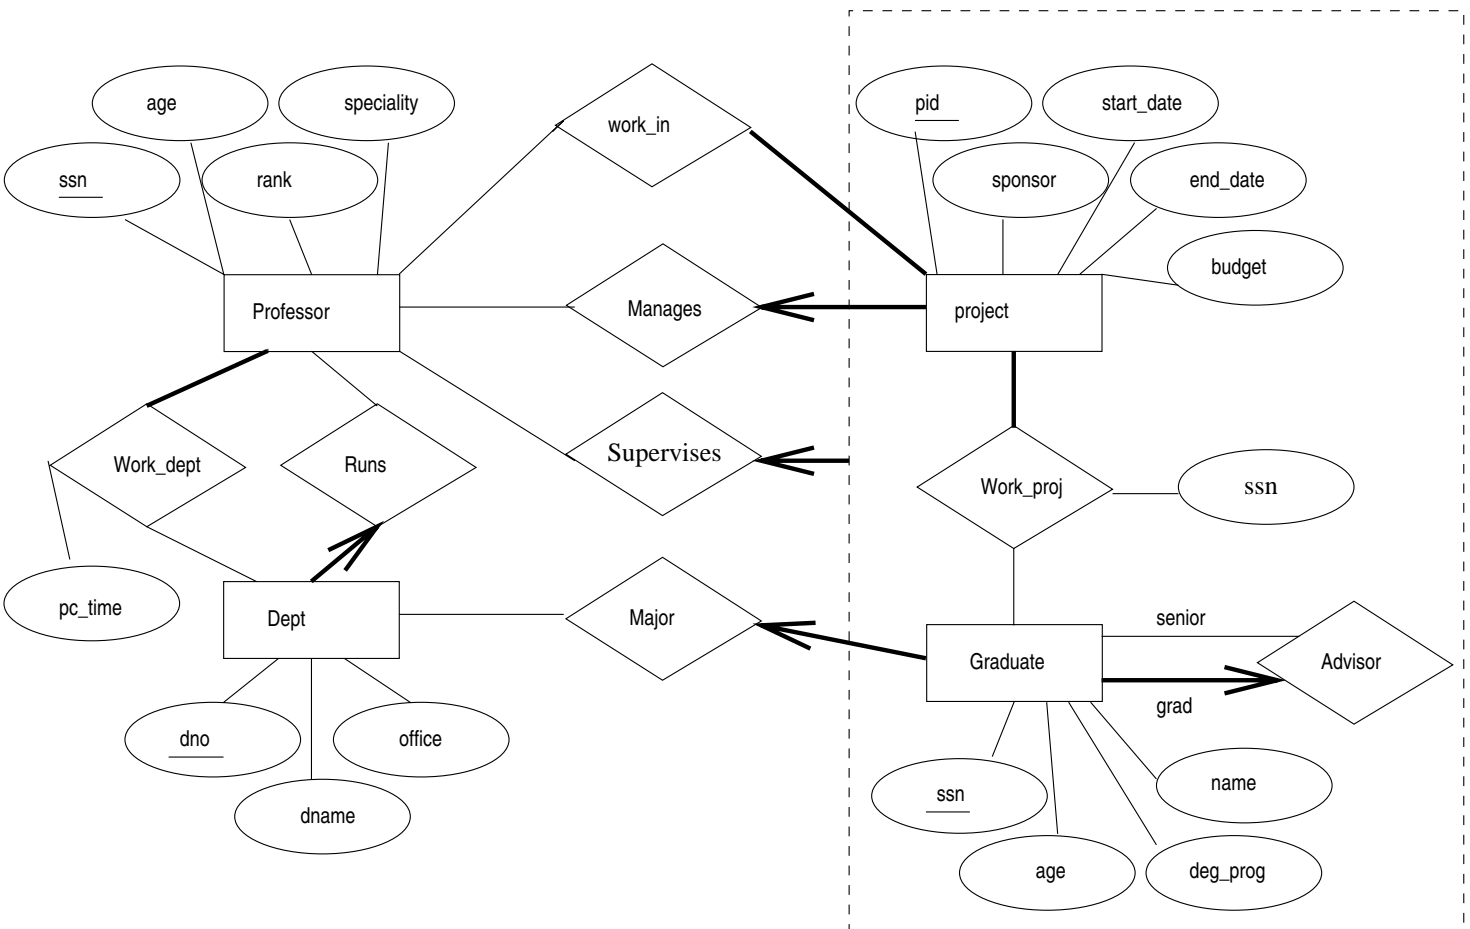 age
speciality
ssn
rank
work_in
pid
start_date
sponsor
end_date
budget
Professor
Manages
project
Work_dept
Runs
Supervises
Work_proj
ssn
pc_time
Dept
Major
senior
Graduate
Advisor
grad
dno
office
dname
ssn
name
age
deg_prog